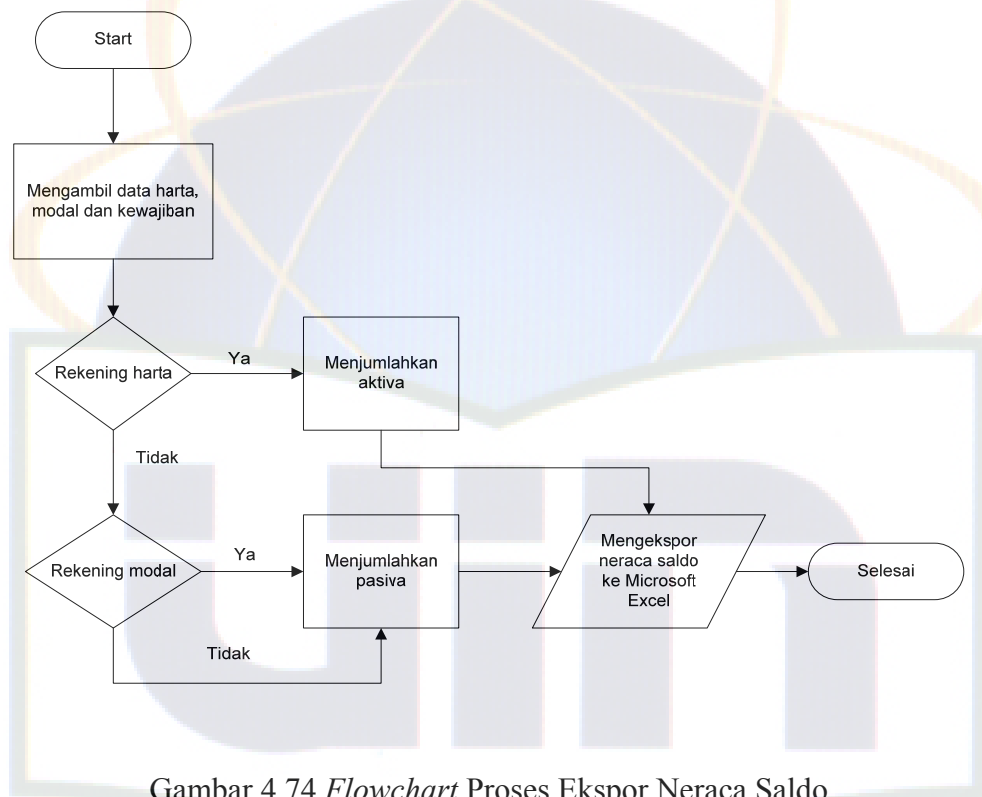 Start
Mengambil data harta,
modal dan kewajiban
Rekening harta
Ya
Menjumlahkan
aktiva
Tidak
Rekening modal
Ya
Menjumlahkan
pasiva
Mengekspor
neraca saldo
ke Microsoft
Excel
Selesai
Tidak
uin
Gambar 4.74 Flowchart Proses Ekspor Neraca Saldo